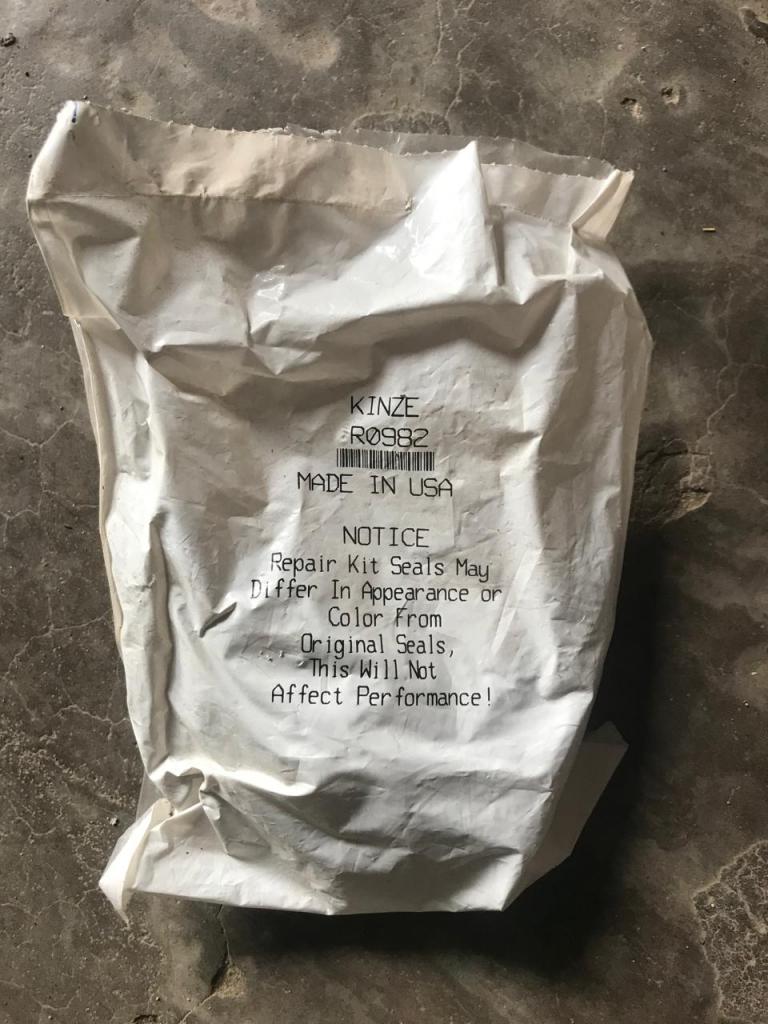 KINZE
R0982
MADE IN USA
NOTICE
Repair Kit Seals May
Differ In Appearance or
Color From
Original Seals,
This Will Not
Affect Performance!